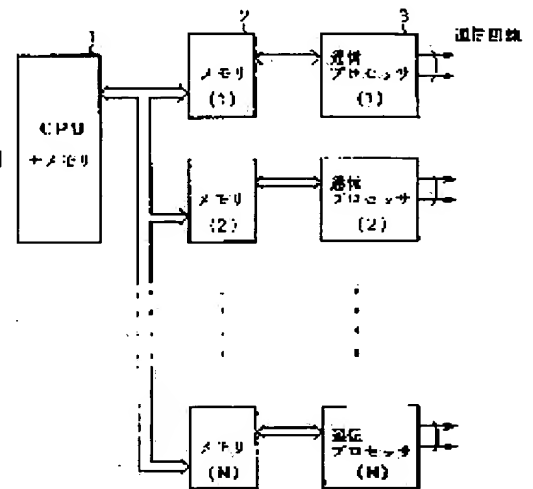 1
2
3
通信回線
CPU
+メモリ
メモリ
(1)
通信
プロセッサ
(1)
メモリ
(2)
通信
プロセッサ
(2)
メモリ
(N)
通信
プロセッサ
(N)